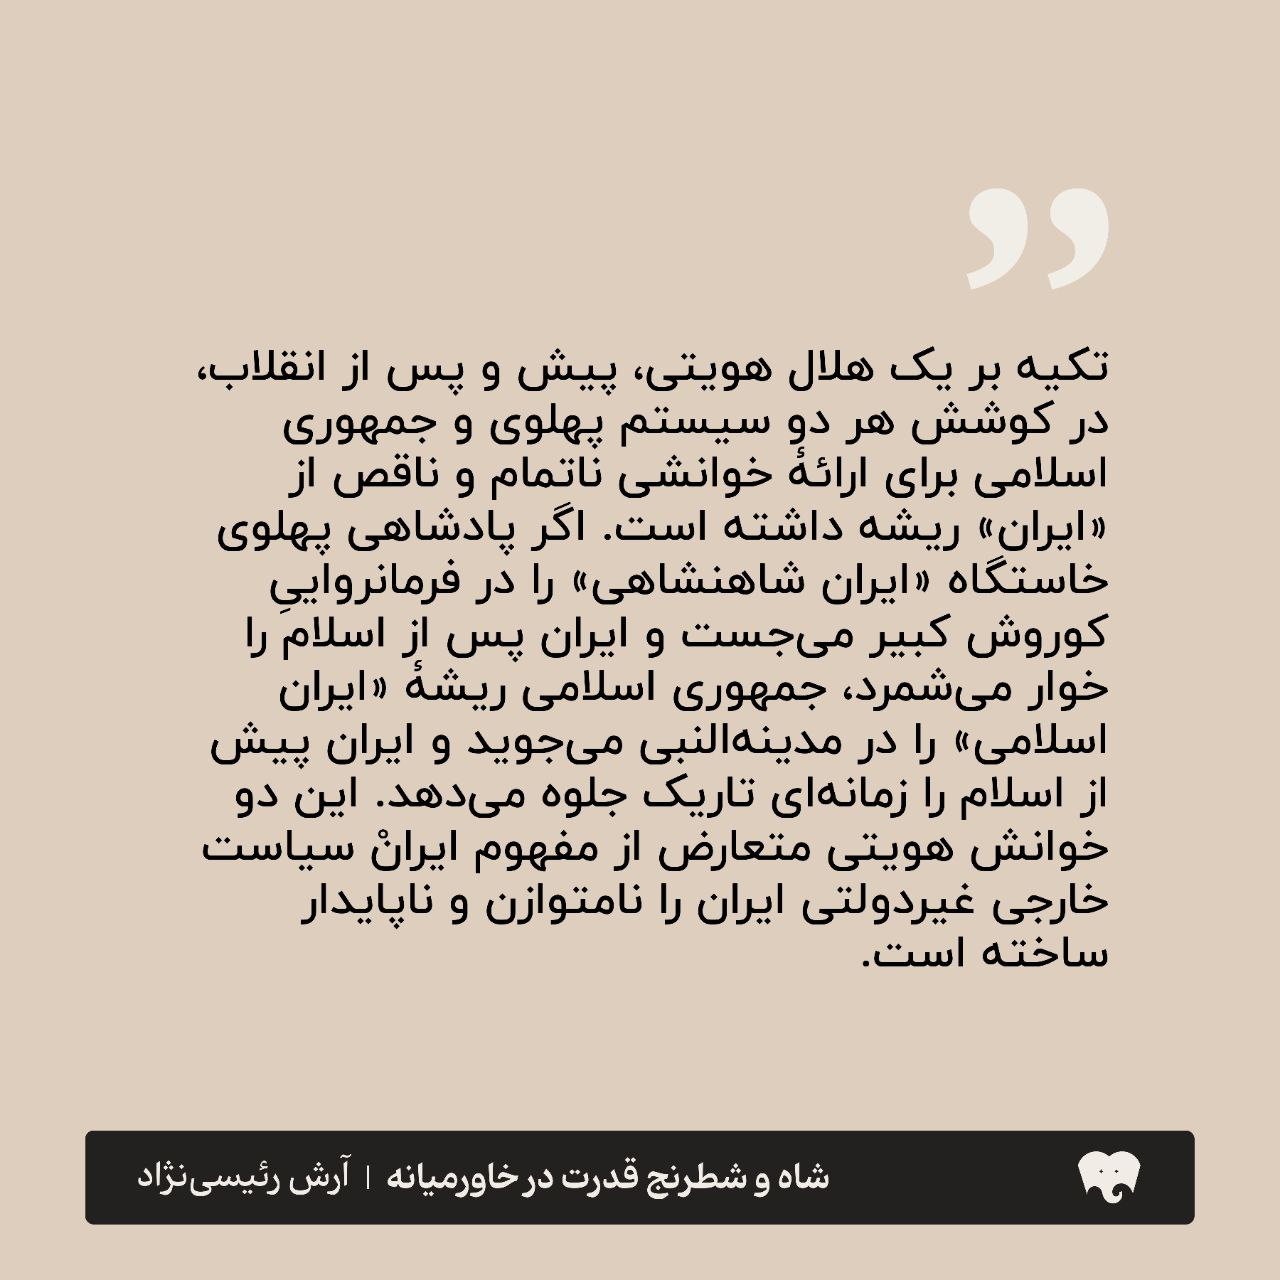 ”
تکیه بر یک هلال هویتی، پیش و پس از انقلاب،
در کوشش هر دو سیستم پهلوی و جمهوری
اسلامی برای ارائهٔ خوانشی ناتمام و ناقص از
«ایران» ریشه داشته است. اگر پادشاهی پهلوی
خاستگاه «ایران شاهنشاهی» را در فرمانرواییِ
کوروش کبیر می‌جست و ایران پس از اسلام را
خوار می‌شمرد، جمهوری اسلامی ریشهٔ «ایران
اسلامی» را در مدینه‌النبی می‌جوید و ایران پیش
از اسلام را زمانه‌ای تاریک جلوه می‌دهد. این دو
خوانش هویتی متعارض از مفهوم ایرانْ سیاست
خارجی غیردولتی ایران را نامتوازن و ناپایدار
ساخته است.
شاه و شطرنج قدرت در خاورمیانه | آرش رئیسی‌نژاد